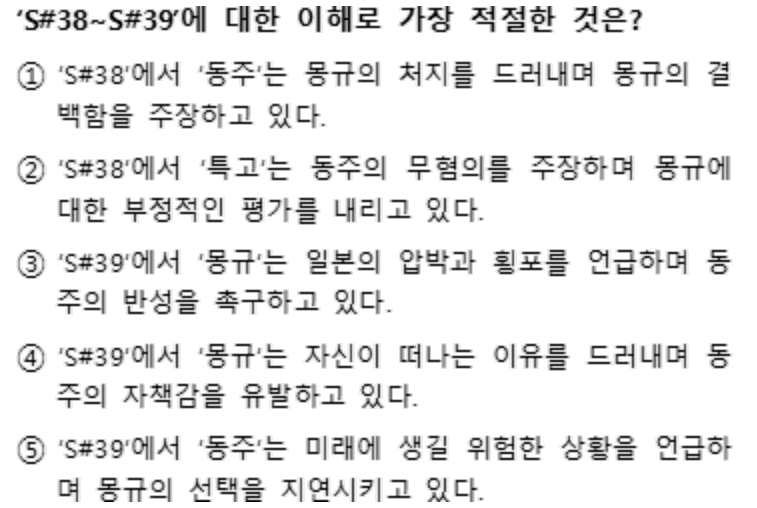 ‘S#38~S#39’에 대한 이해로 가장 적절한 것은?
① ‘S#38’에서 ‘동주’는 몽규의 처지를 드러내며 몽규의 결
백함을 주장하고 있다.
② ‘S#38’에서 ‘특고’는 동주의 무혐의를 주장하며 몽규에
대한 부정적인 평가를 내리고 있다.
③ ‘S#39’에서 ‘몽규’는 일본의 압박과 횡포를 언급하며 동
주의 반성을 촉구하고 있다.
④ ‘S#39’에서 ‘몽규’는 자신이 떠나는 이유를 드러내며 동
주의 자책감을 유발하고 있다.
⑤ ‘S#39’에서 ‘동주’는 미래에 생길 위험한 상황을 언급하
며 몽규의 선택을 지연시키고 있다.